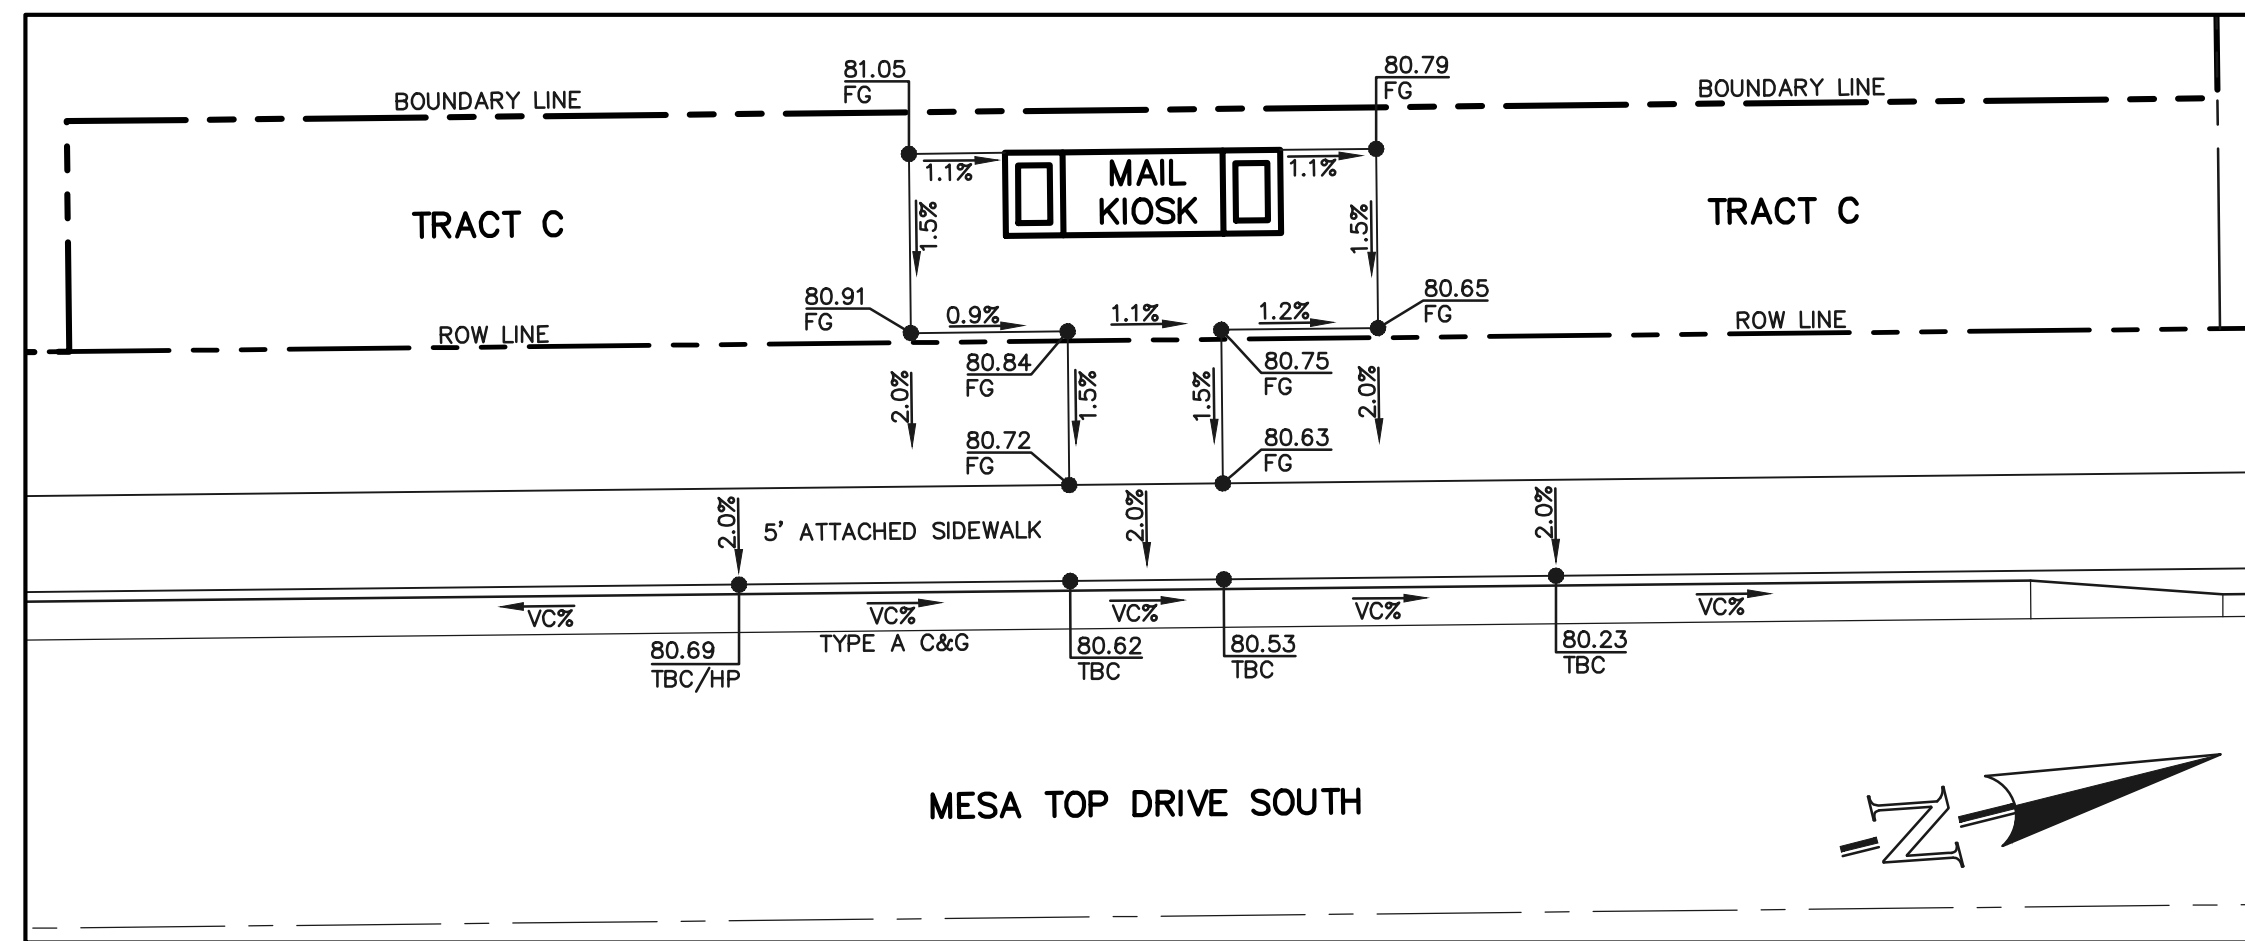 81.05
FG
80.79
FG
BOUNDARY LINE
BOUNDARY LINE
1.1%
MAIL
KIOSK
1.1%
TRACT C
1.5%
1.5%
TRACT C
80.91
FG
0.9%
1.1%
1.2%
80.65
FG
ROW LINE
ROW LINE
80.84
FG
80.75
FG
2.0%
1.5%
1.5%
2.0%
80.72
FG
80.63
FG
2.0%
5' ATTACHED SIDEWALK
2.0%
2.0%
VC%
VC%
VC%
VC%
VC%
TYPE A C&G
80.69
TBC/HP
80.62
TBC
80.53
TBC
80.23
TBC
MESA TOP DRIVE SOUTH
N